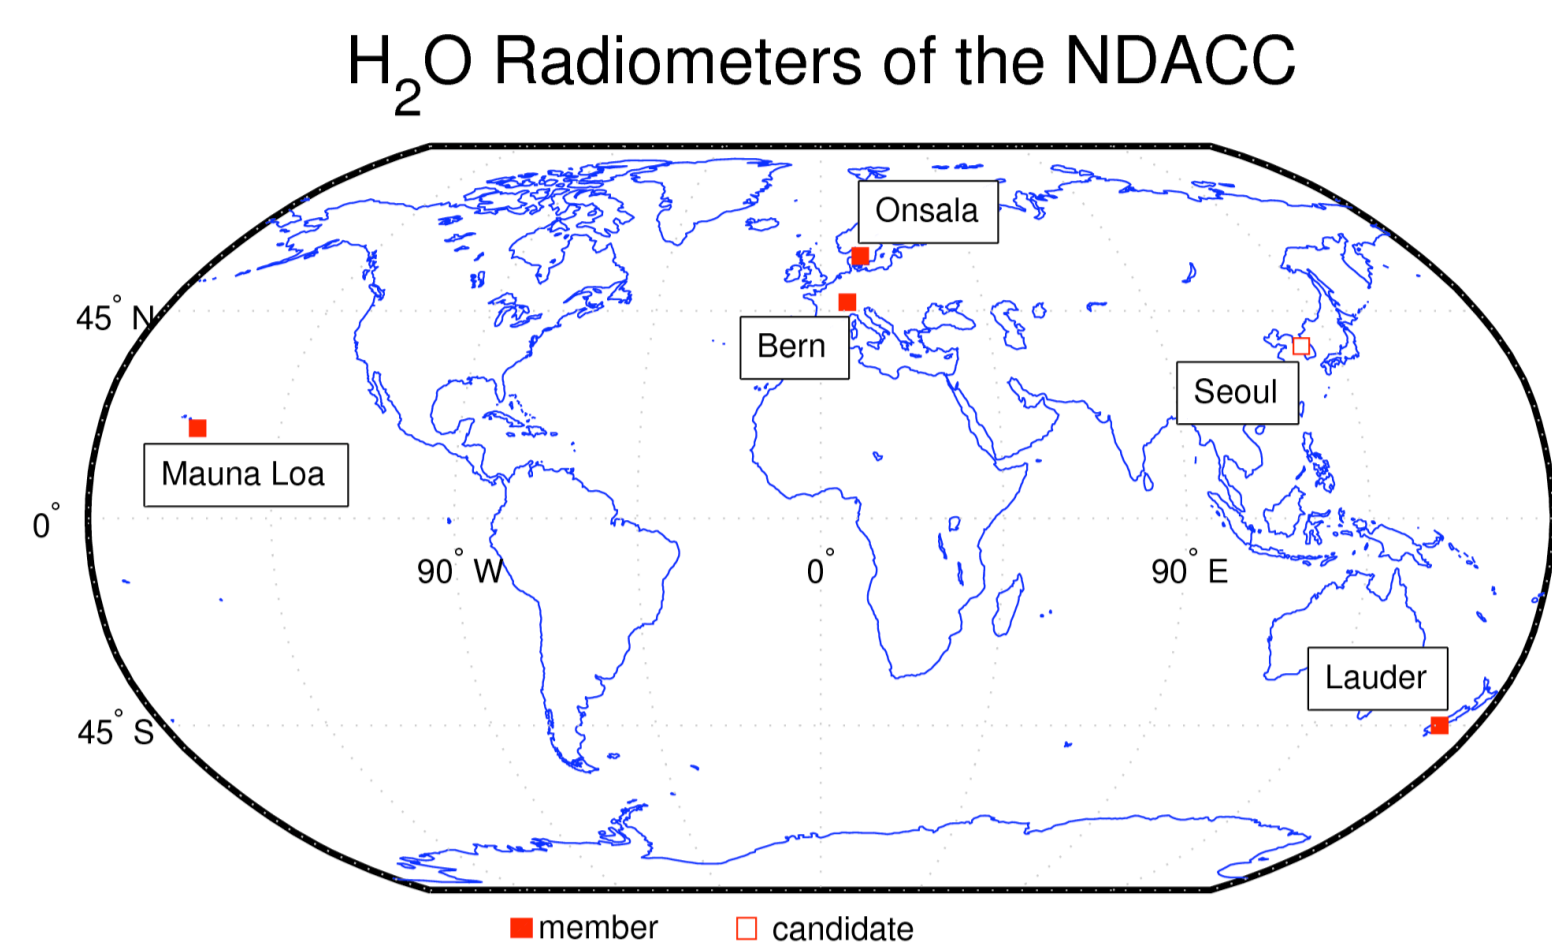 H₂O Radiometers of the NDACC
Onsala
45° N
Bern
Seoul
Mauna Loa
0°
90° W
0°
90° E
Lauder
45° S
member
candidate